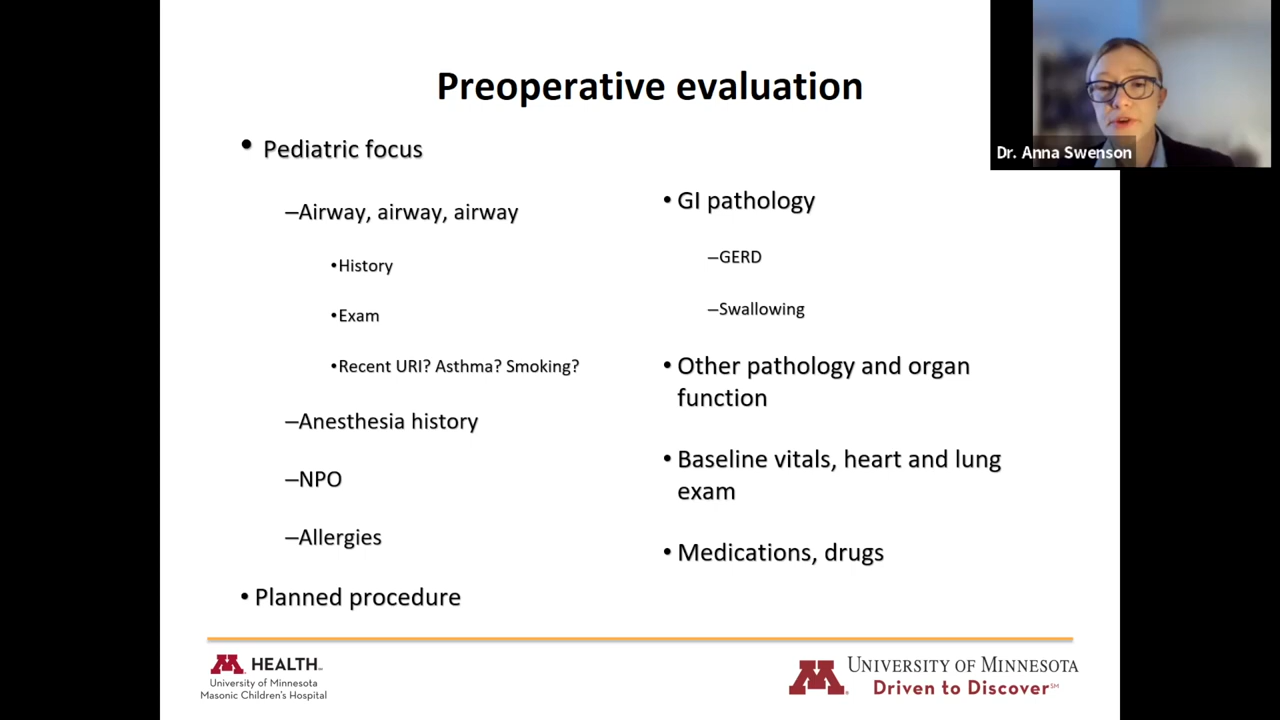 Preoperative evaluation
• Pediatric focus
–Airway, airway, airway
•History
•Exam
•Recent URI? Asthma? Smoking?
–Anesthesia history
–NPO
–Allergies
• Planned procedure
• GI pathology
–GERD
–Swallowing
• Other pathology and organ
function
• Baseline vitals, heart and lung
exam
• Medications, drugs
Dr. Anna Swenson
M HEALTH
University of Minnesota
Masonic Children's Hospital
M UNIVERSITY OF MINNESOTA
Driven to Discover℠